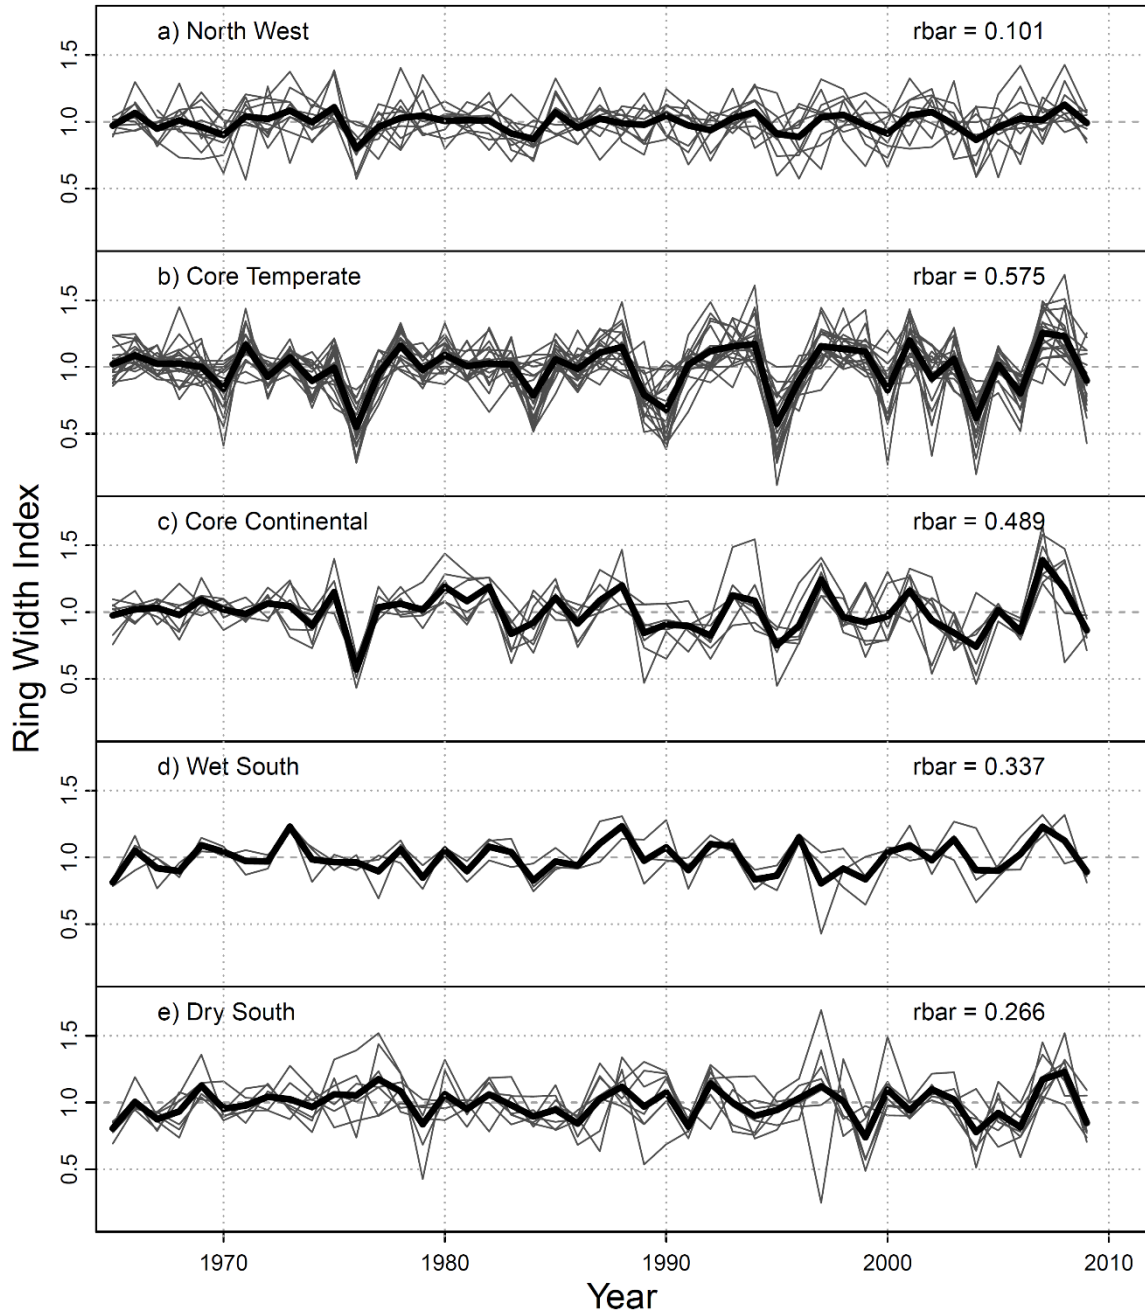 a) North West rbar = 0.101
1.5
1.0
0.5
b) Core Temperate rbar = 0.575
1.5
1.0
0.5
c) Core Continental rbar = 0.489
1.5
1.0
0.5
d) Wet South rbar = 0.337
1.5
1.0
0.5
e) Dry South rbar = 0.266
1.5
1.0
0.5
Ring Width Index
1970 1980 1990 2000 2010
Year